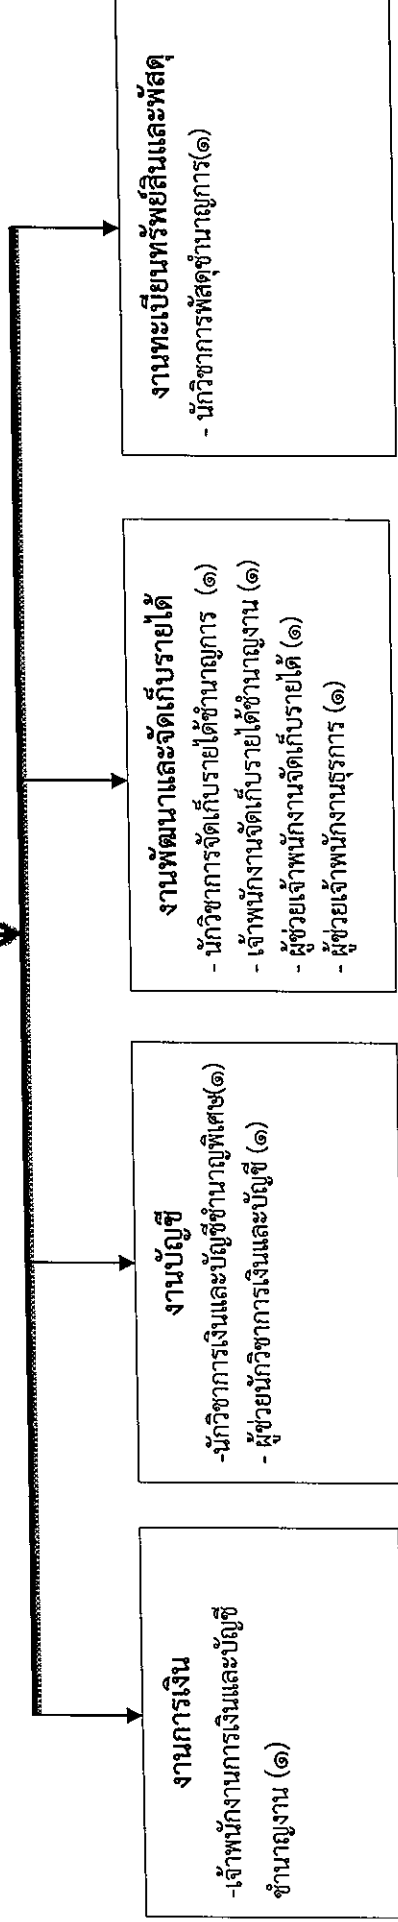 งานการเงิน
-เจ้าพนักงานการเงินและบัญชี
ชำนาญงาน (๑)
งานบัญชี
-นักวิชาการเงินและบัญชีชำนาญพิเศษ(๑)
- ผู้ช่วยนักวิชาการเงินและบัญชี (๑)
งานพัฒนาและจัดเก็บรายได้
- นักวิชาการจัดเก็บรายได้ชำนาญการ (๑)
- เจ้าพนักงานจัดเก็บรายได้ชำนาญงาน (๑)
- ผู้ช่วยเจ้าพนักงานจัดเก็บรายได้ (๑)
- ผู้ช่วยเจ้าพนักงานธุรการ (๑)
งานทะเบียนทรัพย์สินและพัสดุ
- นักวิชาการพัสดุชำนาญการ(๑)